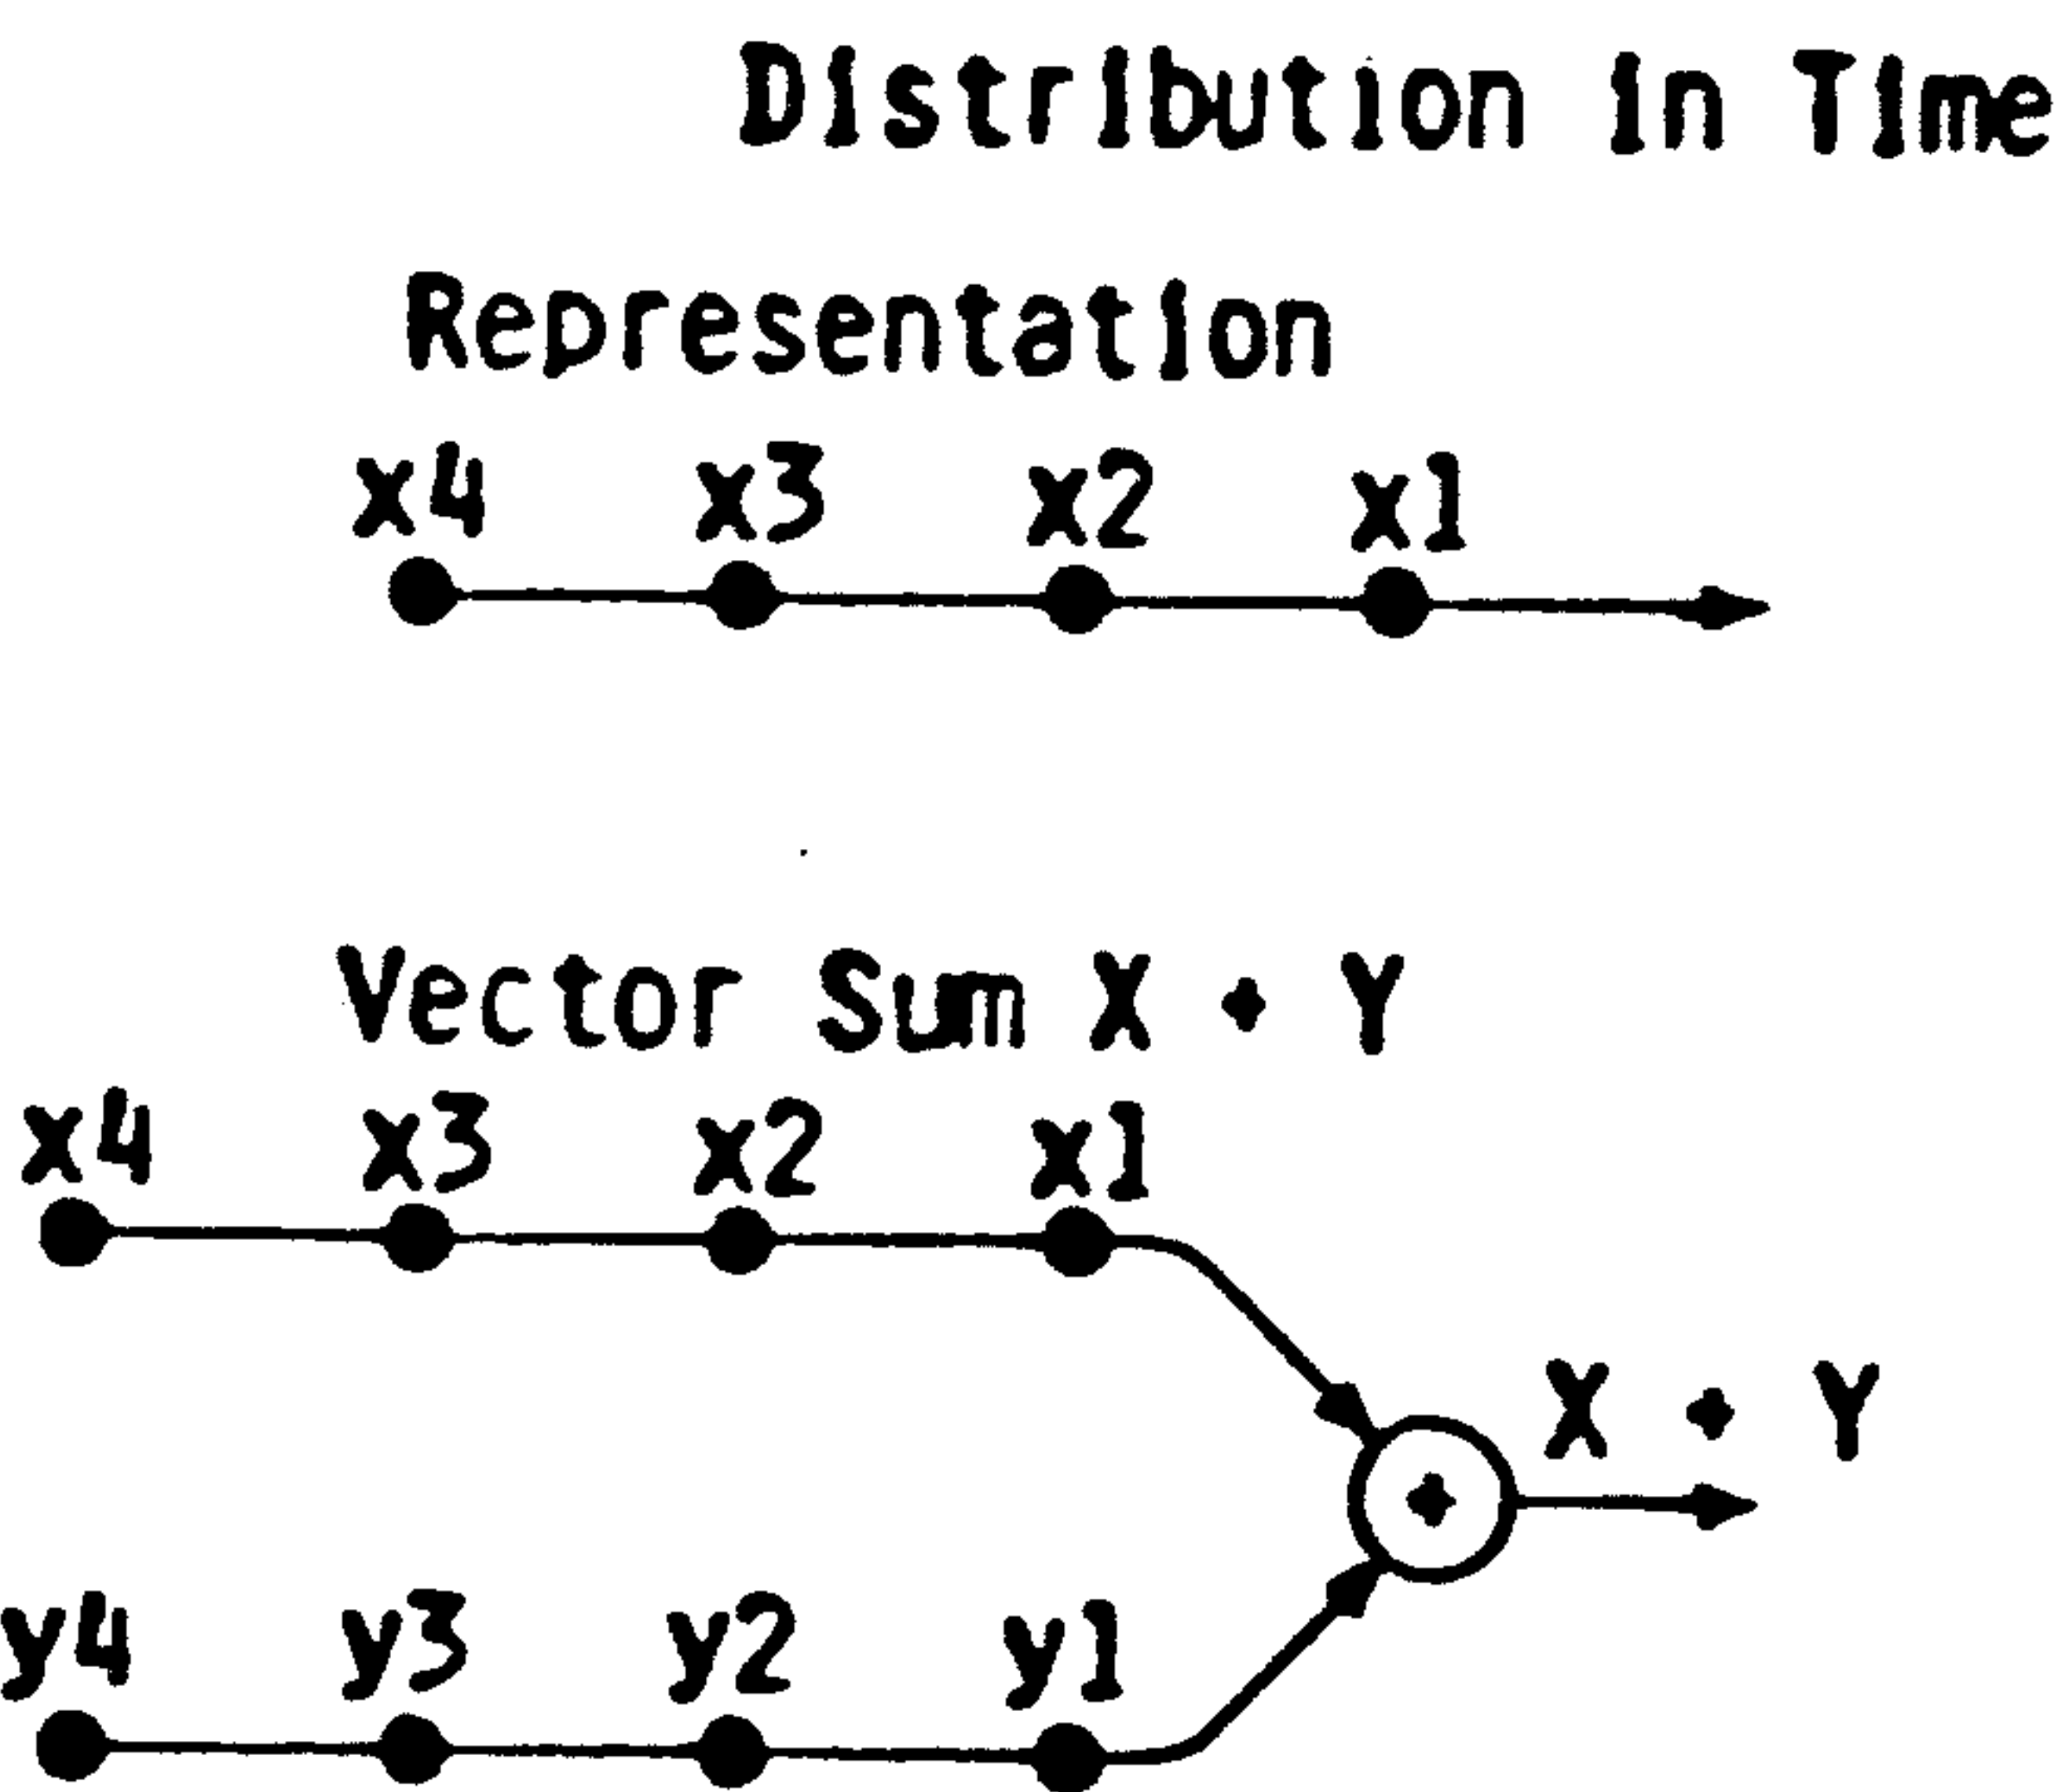 Distribution in Time
Representation
x4 x3 x2 x1
Vector Sum X + Y
x4 x3 x2 x1
X + Y
+
y4 y3 y2 y1